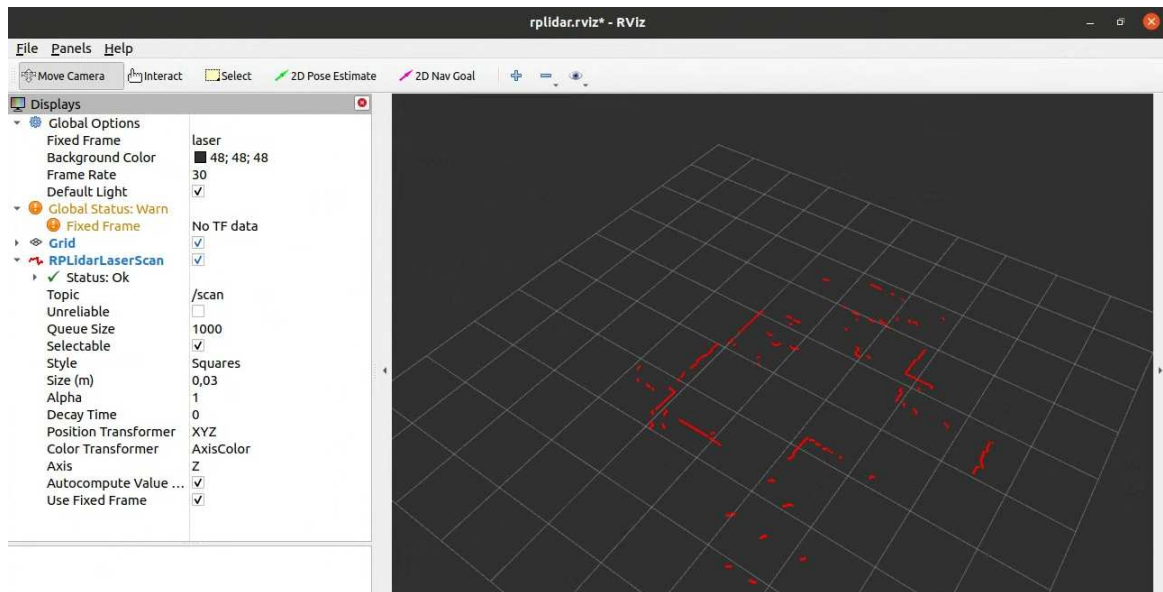 rplidar.rviz* - RViz
File Panels Help
Move Camera Interact Select 2D Pose Estimate 2D Nav Goal
Displays
Global Options
Fixed Frame laser
Background Color 48; 48; 48
Frame Rate 30
Default Light
Global Status: Warn
Fixed Frame No TF data
Grid
RPLidarLaserScan
Status: Ok
Topic /scan
Unreliable
Queue Size 1000
Selectable
Style Squares
Size (m) 0,03
Alpha 1
Decay Time 0
Position Transformer XYZ
Color Transformer AxisColor
Axis Z
Autocompute Value ...
Use Fixed Frame